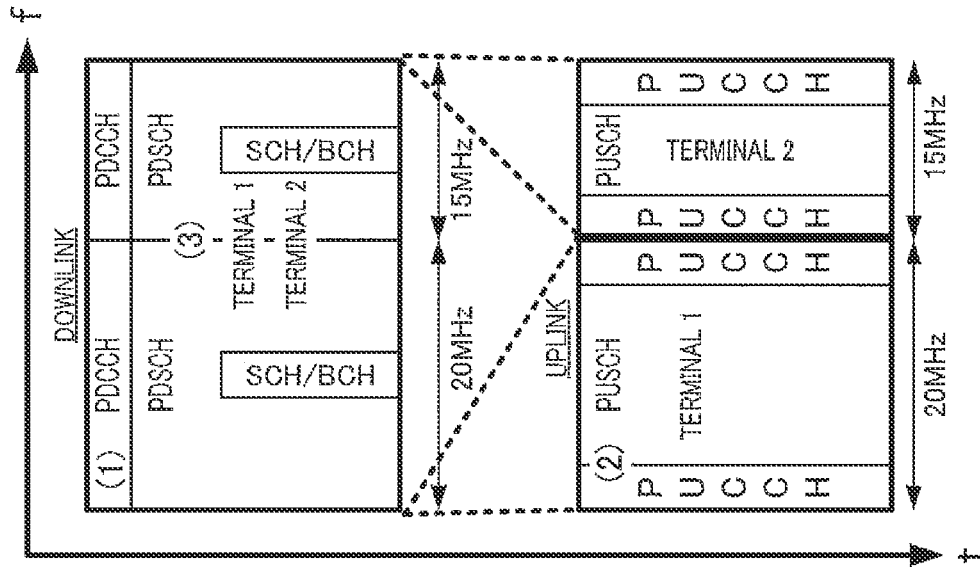 f
DOWNLINK
(1) PDCCH
PDCCH
PDSCH
PDSCH
(3)
TERMINAL 1
TERMINAL 2
SCH/BCH
SCH/BCH
20MHz
15MHz
UPLINK
(2)
PUSCH
PUSCH
PUCCH
TERMINAL 1
PUCCH
PUCCH
TERMINAL 2
PUCCH
20MHz
15MHz
t